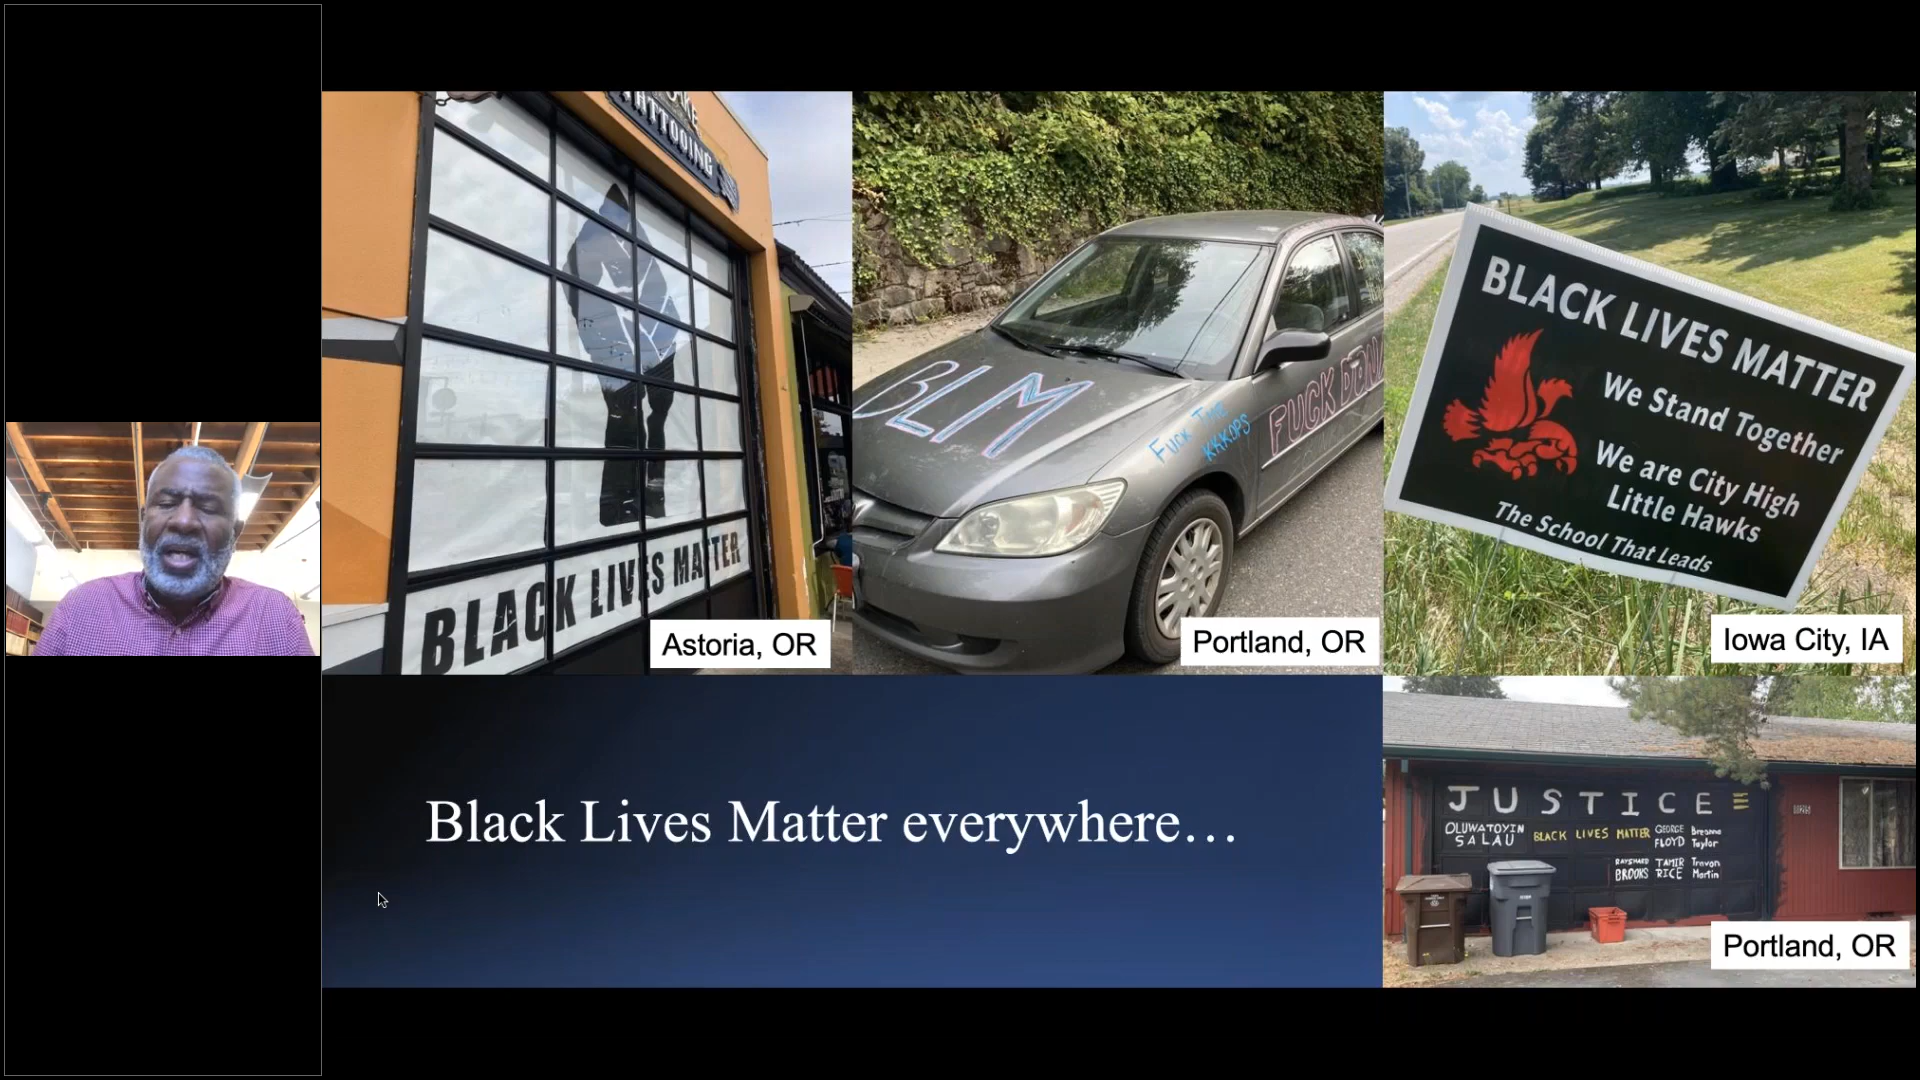 TATTOOING
BLACK LIVES MATTER
Astoria, OR
BLM
FUCK THE
KKKOPS
FUCK DONA
Portland, OR
BLACK LIVES MATTER
We Stand Together
We are City High
Little Hawks
The School That Leads
Iowa City, IA
Black Lives Matter everywhere…
JUSTICE
OLUWATOYIN
SALAU
BLACK LIVES MATTER
GEORGE
FLOYD
Breonna
Taylor
RAYSHARD
BROOKS
TAMIR
RICE
Travon
Martin
Portland, OR